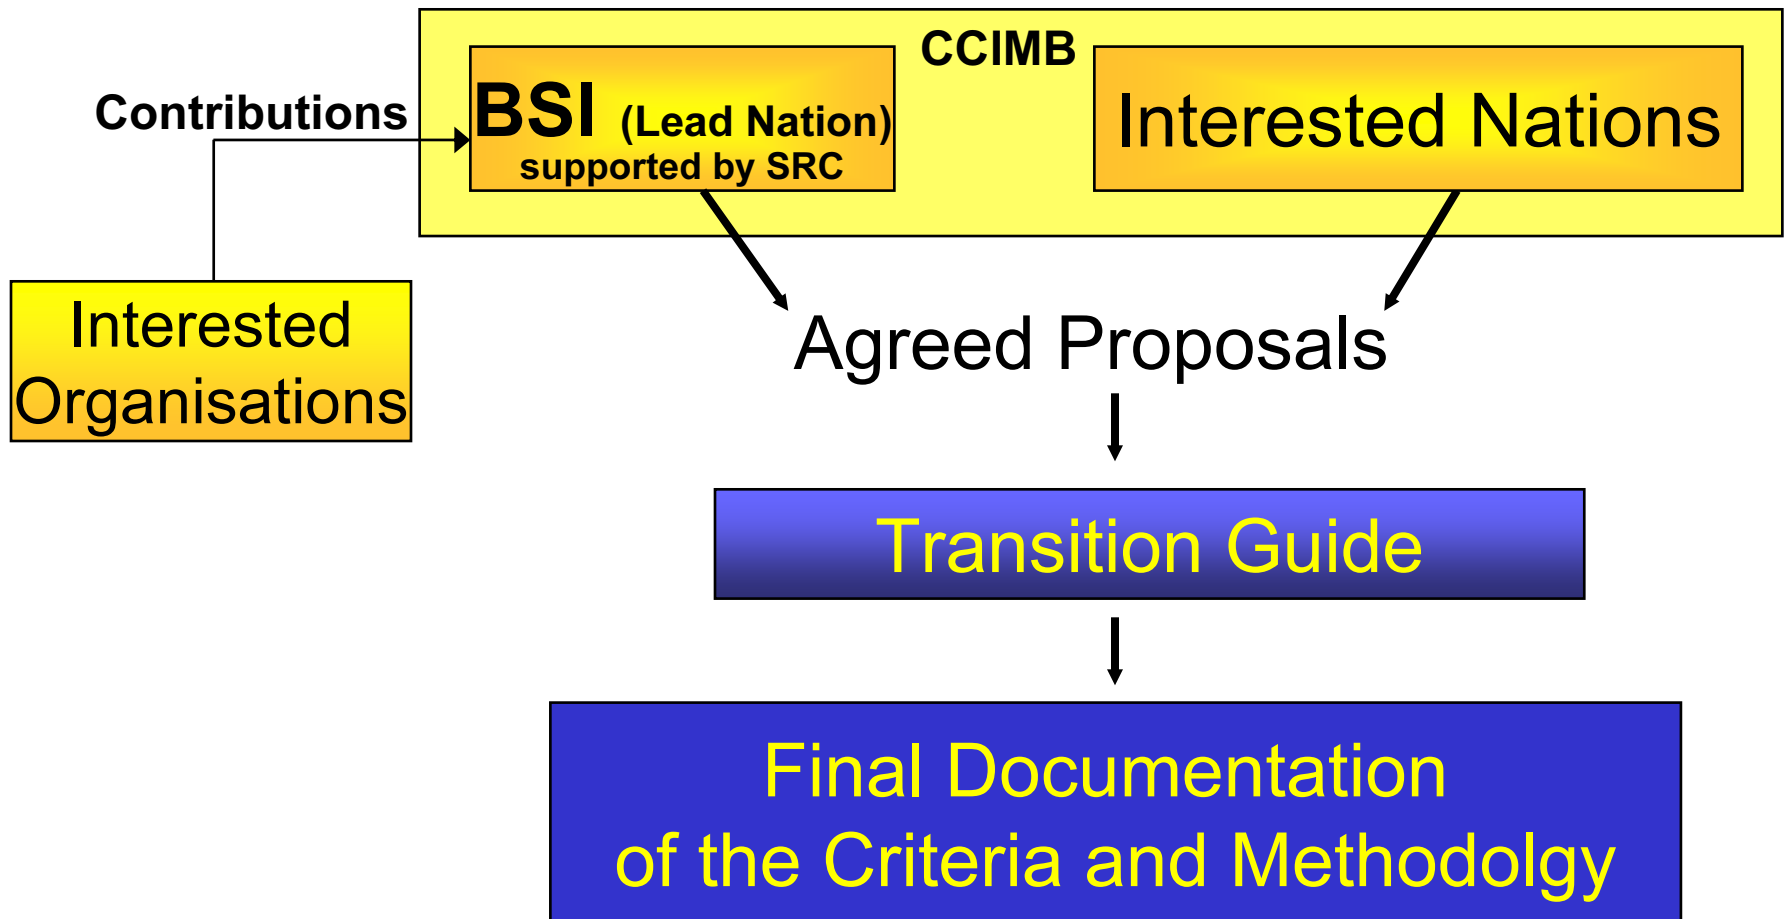 CCIMB
Contributions
BSI (Lead Nation)
supported by SRC
Interested Nations
Interested
Organisations
Agreed Proposals
Transition Guide
Final Documentation
of the Criteria and Methodolgy